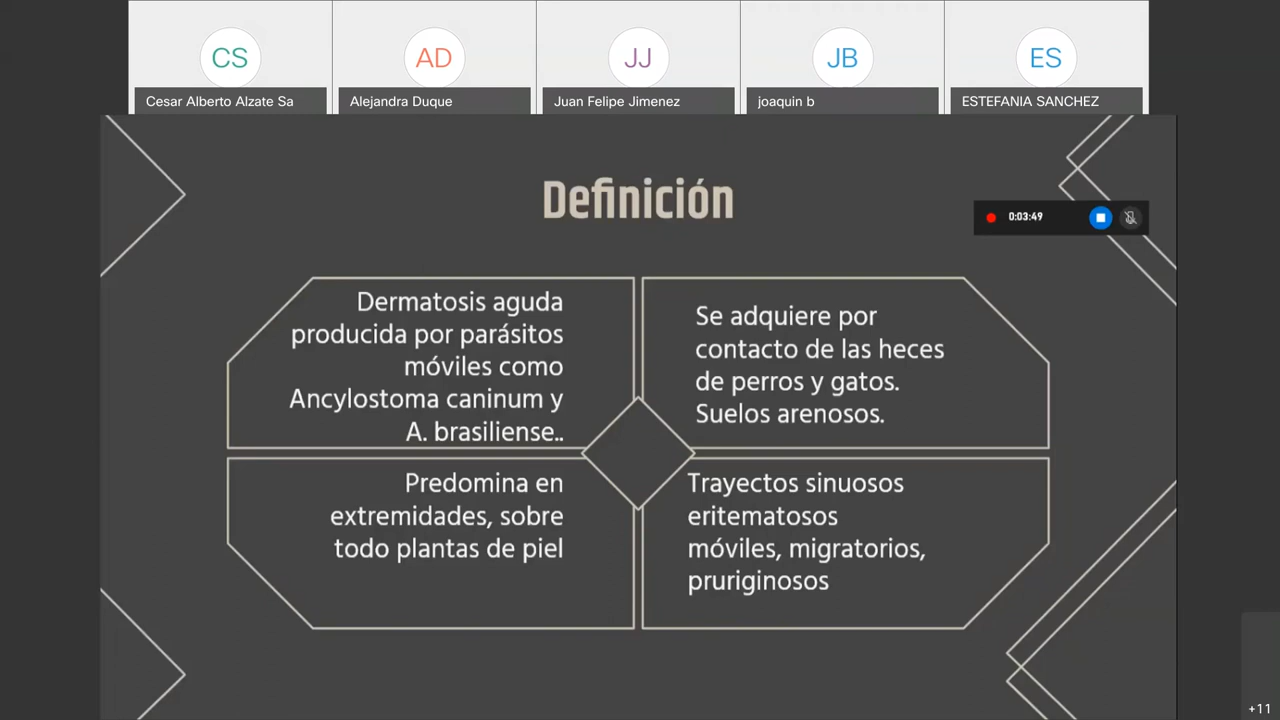 CS
AD
JJ
JB
ES
Cesar Alberto Alzate Sa
Alejandra Duque
Juan Felipe Jimenez
joaquin b
ESTEFANIA SANCHEZ
Definición
0:03:49
Dermatosis aguda
producida por parásitos
móviles como
Ancylostoma caninum y
A. brasiliense..
Se adquiere por
contacto de las heces
de perros y gatos.
Suelos arenosos.
Predomina en
extremidades, sobre
todo plantas de piel
Trayectos sinuosos
eritematosos
móviles, migratorios,
pruriginosos
+11